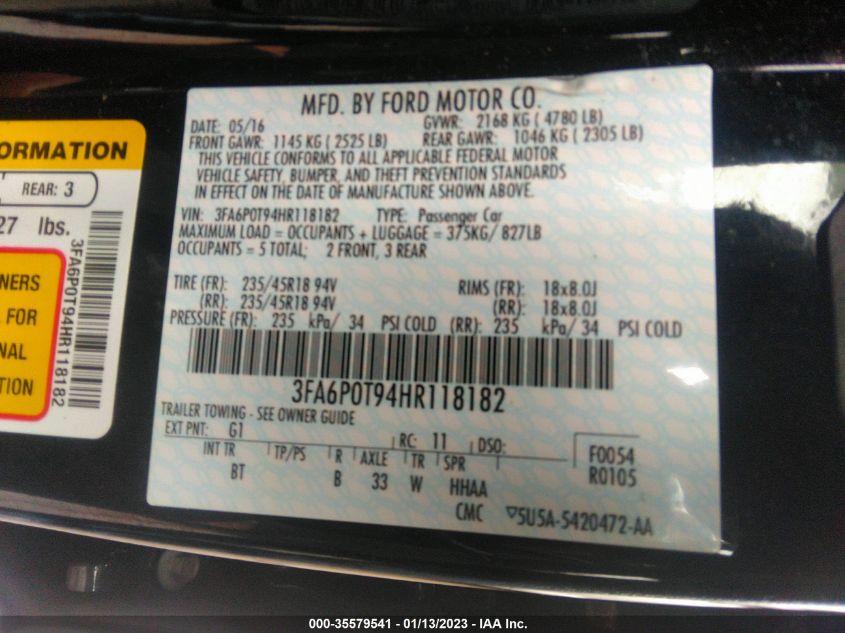 ORMATION
REAR: 3
27 lbs.
NERS
FOR
NAL
TION
3FA6P0T94HR118182
MFD. BY FORD MOTOR CO.
DATE: 05/16 GVWR: 2168 KG ( 4780 LB)
FRONT GAWR: 1145 KG ( 2525 LB) REAR GAWR: 1046 KG ( 2305 LB)
THIS VEHICLE CONFORMS TO ALL APPLICABLE FEDERAL MOTOR
VEHICLE SAFETY, BUMPER, AND THEFT PREVENTION STANDARDS
IN EFFECT ON THE DATE OF MANUFACTURE SHOWN ABOVE.
VIN: 3FA6P0T94HR118182 TYPE: Passenger Car
MAXIMUM LOAD = OCCUPANTS + LUGGAGE = 375KG/ 827LB
OCCUPANTS = 5 TOTAL; 2 FRONT, 3 REAR
TIRE (FR): 235/45R18 94V RIMS (FR): 18x8.0J
(RR): 235/45R18 94V (RR): 18x8.0J
PRESSURE (FR): 235 kPa/ 34 PSI COLD (RR): 235 kPa/ 34 PSI COLD
3FA6P0T94HR118182
TRAILER TOWING - SEE OWNER GUIDE
EXT PNT: G1 RC: 11 DSO: F0054
INT TR TP/PS R AXLE TR SPR R0105
BT B 33 W HHAA
CMC 5U5A-5420472-AA
000-35579541 - 01/13/2023 - IAA Inc.